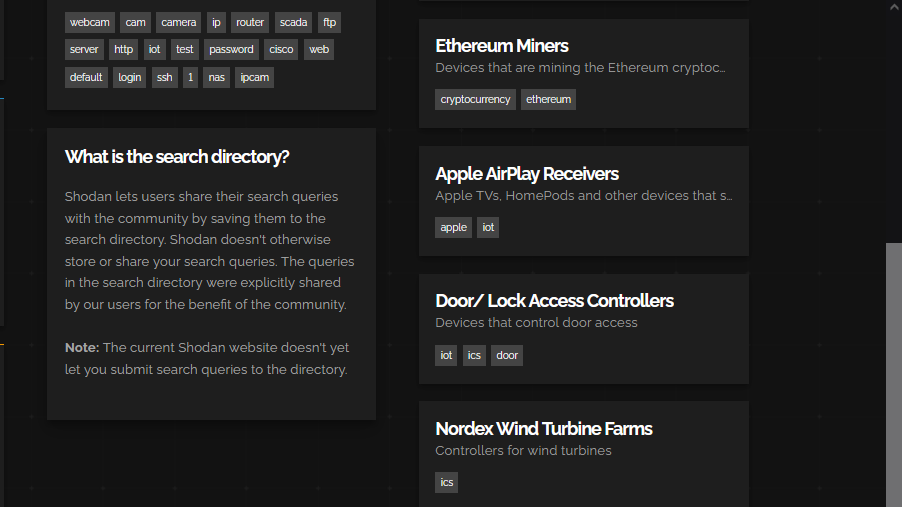 webcam cam camera ip router scada ftp
server http iot test password cisco web
default login ssh 1 nas ipcam
What is the search directory?
Shodan lets users share their search queries
with the community by saving them to the
search directory. Shodan doesn't otherwise
store or share your search queries. The queries
in the search directory were explicitly shared
by our users for the benefit of the community.
Note: The current Shodan website doesn't yet
let you submit search queries to the directory.
Ethereum Miners
Devices that are mining the Ethereum cryptoc...
cryptocurrency ethereum
Apple AirPlay Receivers
Apple TVs, HomePods and other devices that s...
apple iot
Door/ Lock Access Controllers
Devices that control door access
iot ics door
Nordex Wind Turbine Farms
Controllers for wind turbines
ics